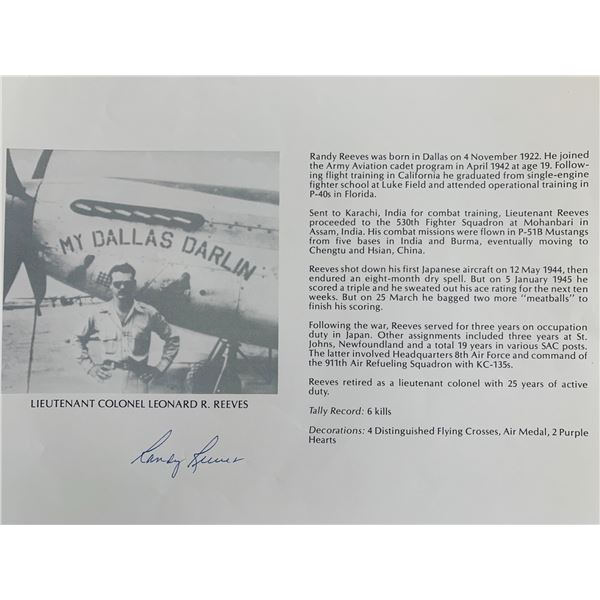 MY DALLAS DARLIN
LIEUTENANT COLONEL LEONARD R. REEVES
Randy Reeves
Randy Reeves was born in Dallas on 4 November 1922. He joined
the Army Aviation cadet program in April 1942 at age 19. Follow-
ing flight training in California he graduated from single-engine
fighter school at Luke Field and attended operational training in
P-40s in Florida.
Sent to Karachi, India for combat training, Lieutenant Reeves
proceeded to the 530th Fighter Squadron at Mohanbari in
Assam, India. His combat missions were flown in P-51B Mustangs
from five bases in India and Burma, eventually moving to
Chengtu and Hsian, China.
Reeves shot down his first Japanese aircraft on 12 May 1944, then
endured an eight-month dry spell. But on 5 January 1945 he
scored a triple and he sweated out his ace rating for the next ten
weeks. But on 25 March he bagged two more "meatballs" to
finish his scoring.
Following the war, Reeves served for three years on occupation
duty in Japan. Other assignments included three years at St.
Johns, Newfoundland and a total 19 years in various SAC posts.
The latter involved Headquarters 8th Air Force and command of
the 911th Air Refueling Squadron with KC-135s.
Reeves retired as a lieutenant colonel with 25 years of active
duty.
Tally Record: 6 kills
Decorations: 4 Distinguished Flying Crosses, Air Medal, 2 Purple
Hearts